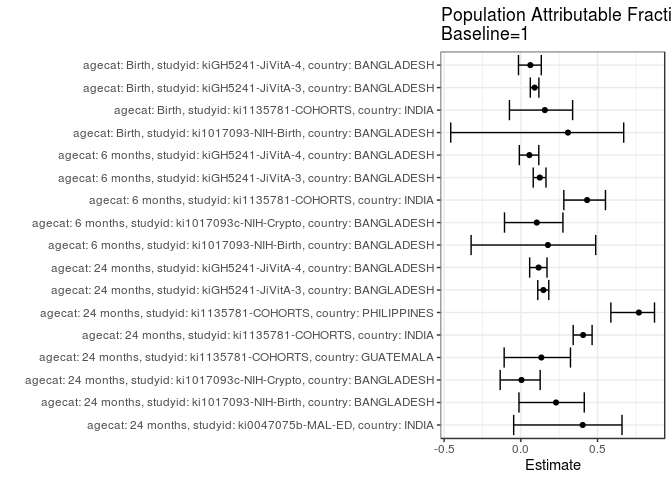 Population Attributable Fracti
Baseline=1
agecat: Birth, studyid: kiGH5241-JiVitA-4, country: BANGLADESH
agecat: Birth, studyid: kiGH5241-JiVitA-3, country: BANGLADESH
agecat: Birth, studyid: ki1135781-COHORTS, country: INDIA
agecat: Birth, studyid: ki1017093-NIH-Birth, country: BANGLADESH
agecat: 6 months, studyid: kiGH5241-JiVitA-4, country: BANGLADESH
agecat: 6 months, studyid: kiGH5241-JiVitA-3, country: BANGLADESH
agecat: 6 months, studyid: ki1135781-COHORTS, country: INDIA
agecat: 6 months, studyid: ki1017093c-NIH-Crypto, country: BANGLADESH
agecat: 6 months, studyid: ki1017093-NIH-Birth, country: BANGLADESH
agecat: 24 months, studyid: kiGH5241-JiVitA-4, country: BANGLADESH
agecat: 24 months, studyid: kiGH5241-JiVitA-3, country: BANGLADESH
agecat: 24 months, studyid: ki1135781-COHORTS, country: PHILIPPINES
agecat: 24 months, studyid: ki1135781-COHORTS, country: INDIA
agecat: 24 months, studyid: ki1135781-COHORTS, country: GUATEMALA
agecat: 24 months, studyid: ki1017093c-NIH-Crypto, country: BANGLADESH
agecat: 24 months, studyid: ki1017093-NIH-Birth, country: BANGLADESH
agecat: 24 months, studyid: ki0047075b-MAL-ED, country: INDIA
-0.5 0.0 0.5
Estimate